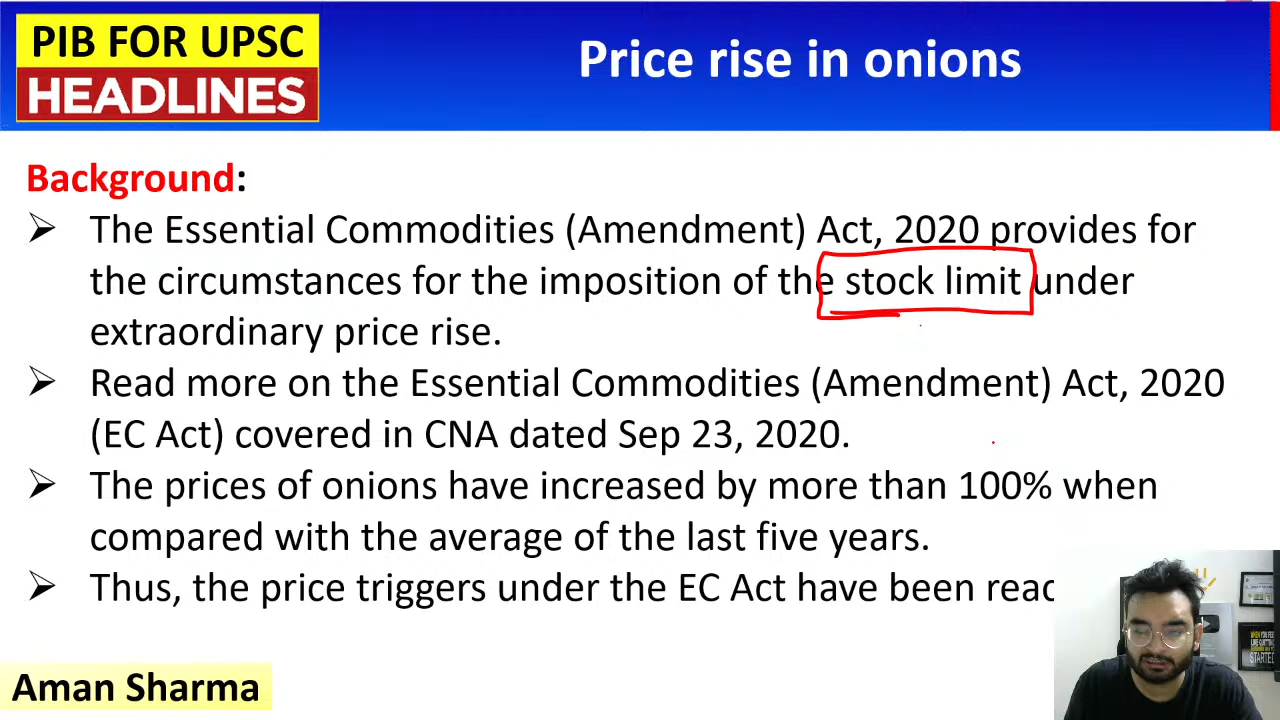 PIB FOR UPSC
HEADLINES
Price rise in onions
Background:
➢ The Essential Commodities (Amendment) Act, 2020 provides for
the circumstances for the imposition of the stock limit under
extraordinary price rise.
➢ Read more on the Essential Commodities (Amendment) Act, 2020
(EC Act) covered in CNA dated Sep 23, 2020.
➢ The prices of onions have increased by more than 100% when
compared with the average of the last five years.
➢ Thus, the price triggers under the EC Act have been reac
Aman Sharma